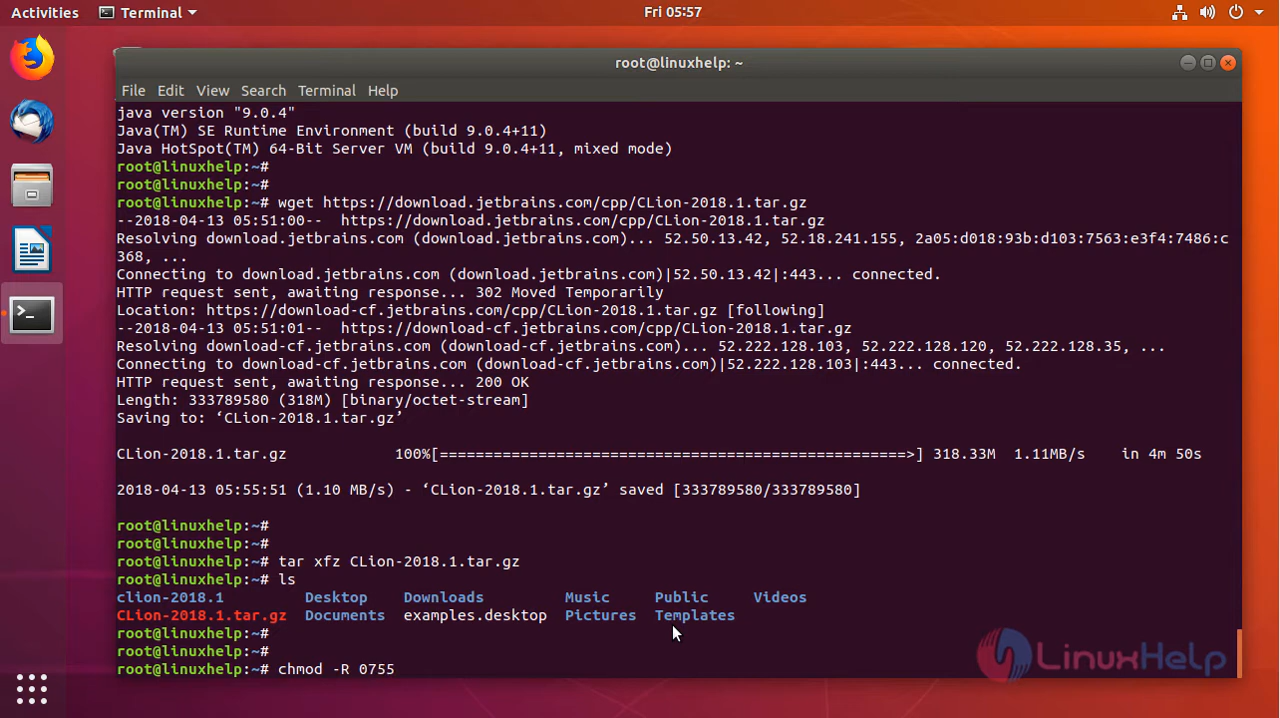 Activities Terminal Fri 05:57
root@linuxhelp: ~
File Edit View Search Terminal Help
java version "9.0.4"
Java(TM) SE Runtime Environment (build 9.0.4+11)
Java HotSpot(TM) 64-Bit Server VM (build 9.0.4+11, mixed mode)
root@linuxhelp:~#
root@linuxhelp:~#
root@linuxhelp:~# wget https://download.jetbrains.com/cpp/CLion-2018.1.tar.gz
--2018-04-13 05:51:00-- https://download.jetbrains.com/cpp/CLion-2018.1.tar.gz
Resolving download.jetbrains.com (download.jetbrains.com)... 52.50.13.42, 52.18.241.155, 2a05:d018:93b:d103:7563:e3f4:7486:c
368, ...
Connecting to download.jetbrains.com (download.jetbrains.com)|52.50.13.42|:443... connected.
HTTP request sent, awaiting response... 302 Moved Temporarily
Location: https://download-cf.jetbrains.com/cpp/CLion-2018.1.tar.gz [following]
--2018-04-13 05:51:01-- https://download-cf.jetbrains.com/cpp/CLion-2018.1.tar.gz
Resolving download-cf.jetbrains.com (download-cf.jetbrains.com)... 52.222.128.103, 52.222.128.120, 52.222.128.35, ...
Connecting to download-cf.jetbrains.com (download-cf.jetbrains.com)|52.222.128.103|:443... connected.
HTTP request sent, awaiting response... 200 OK
Length: 333789580 (318M) [binary/octet-stream]
Saving to: ‘CLion-2018.1.tar.gz’
CLion-2018.1.tar.gz 100%[====================================================>] 318.33M 1.11MB/s in 4m 50s
2018-04-13 05:55:51 (1.10 MB/s) - ‘CLion-2018.1.tar.gz’ saved [333789580/333789580]
root@linuxhelp:~#
root@linuxhelp:~#
root@linuxhelp:~# tar xfz CLion-2018.1.tar.gz
root@linuxhelp:~# ls
clion-2018.1 Desktop Downloads Music Public Videos
CLion-2018.1.tar.gz Documents examples.desktop Pictures Templates
root@linuxhelp:~#
root@linuxhelp:~#
root@linuxhelp:~# chmod -R 0755
LinuxHelp